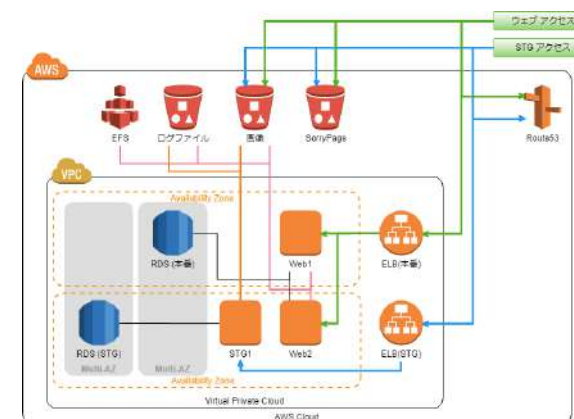 ウェブ アクセス
STG アクセス
AWS
EFS
ログファイル
画像
SorryPage
Route53
VPC
Availability Zone
RDS (本番)
Web1
ELB(本番)
RDS (STG)
STG1
Web2
ELB(STG)
Multi-AZ
Multi-AZ
Availability Zone
Virtual Private Cloud
AWS Cloud